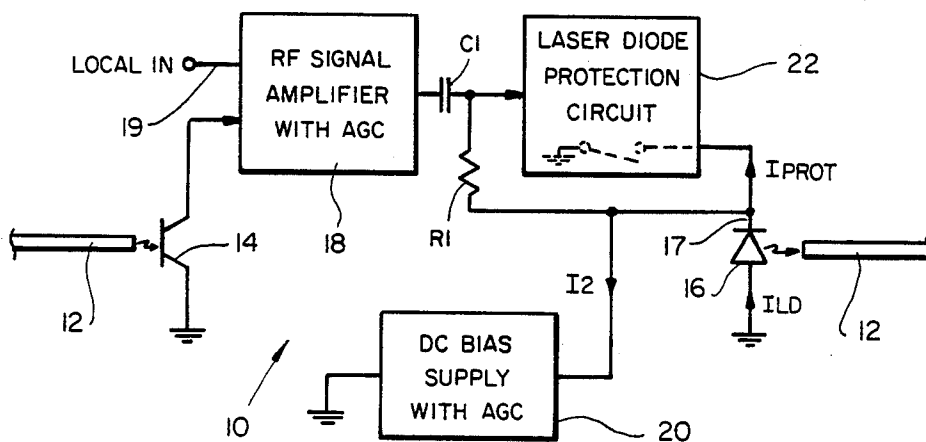 LOCAL IN
19
RF SIGNAL
AMPLIFIER
WITH AGC
18
C1
R1
LASER DIODE
PROTECTION
CIRCUIT
22
IPROT
17
16
ILD
12
12
14
I2
DC BIAS
SUPPLY
WITH AGC
20
10